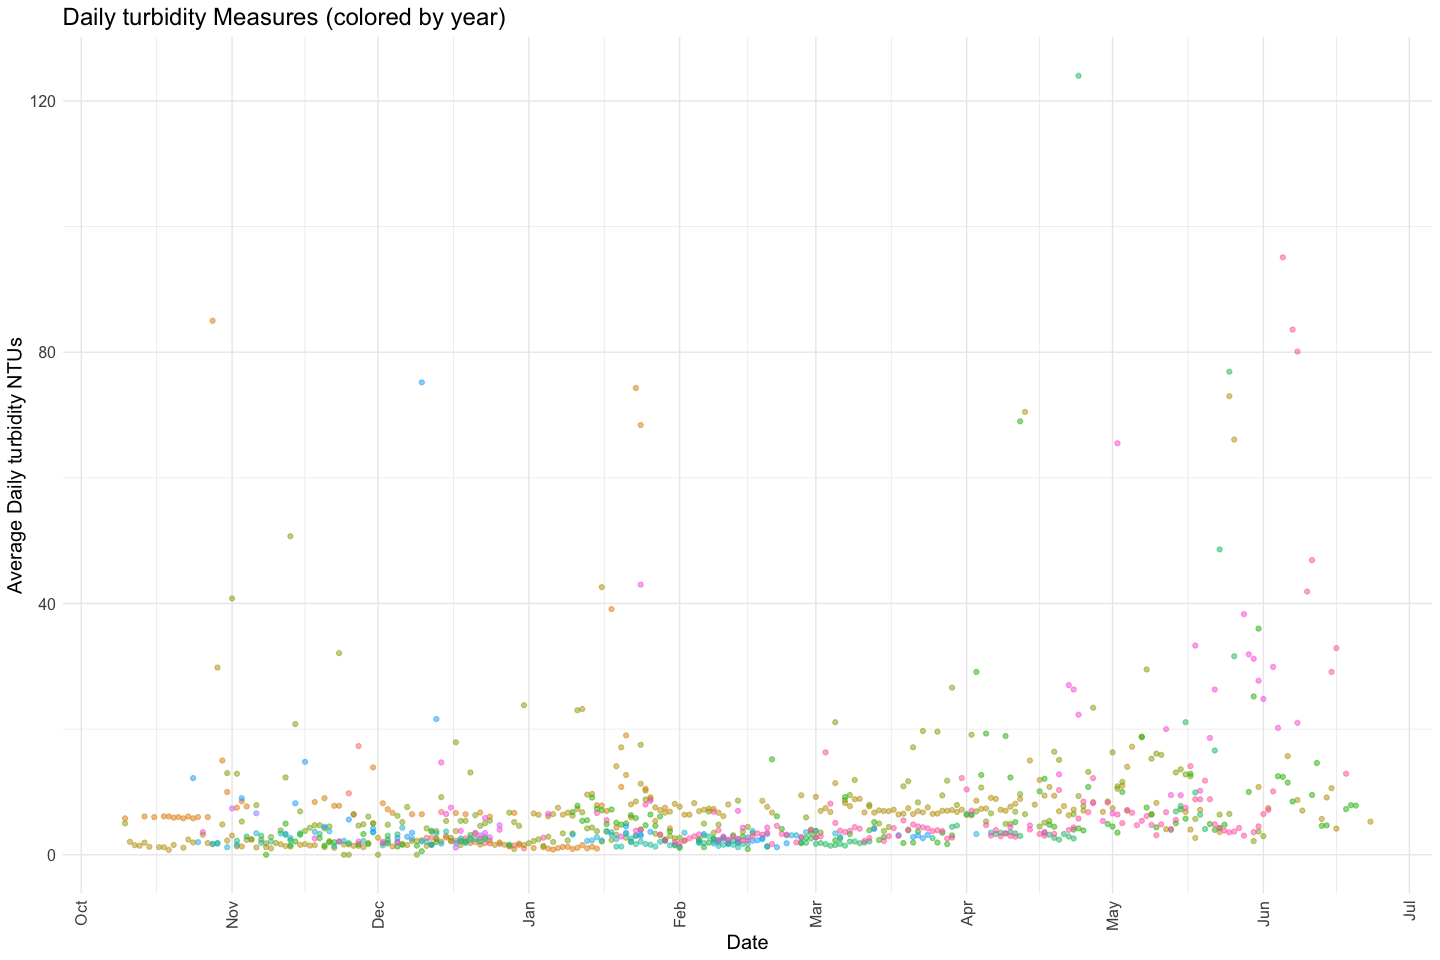 Daily turbidity Measures (colored by year)
Average Daily turbidity NTUs
120
80
40
0
Oct
Nov
Dec
Jan
Feb
Mar
Apr
May
Jun
Jul
Date